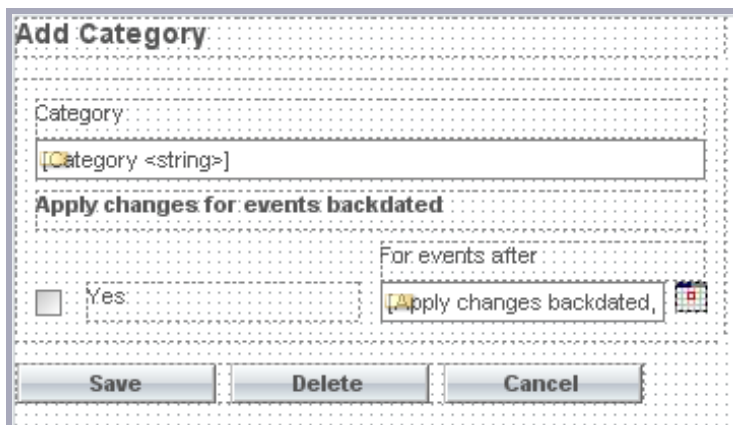 Add Category
Category
[Category <string>]
Apply changes for events backdated
For events after
Yes
[Apply changes backdated,
Save Delete Cancel